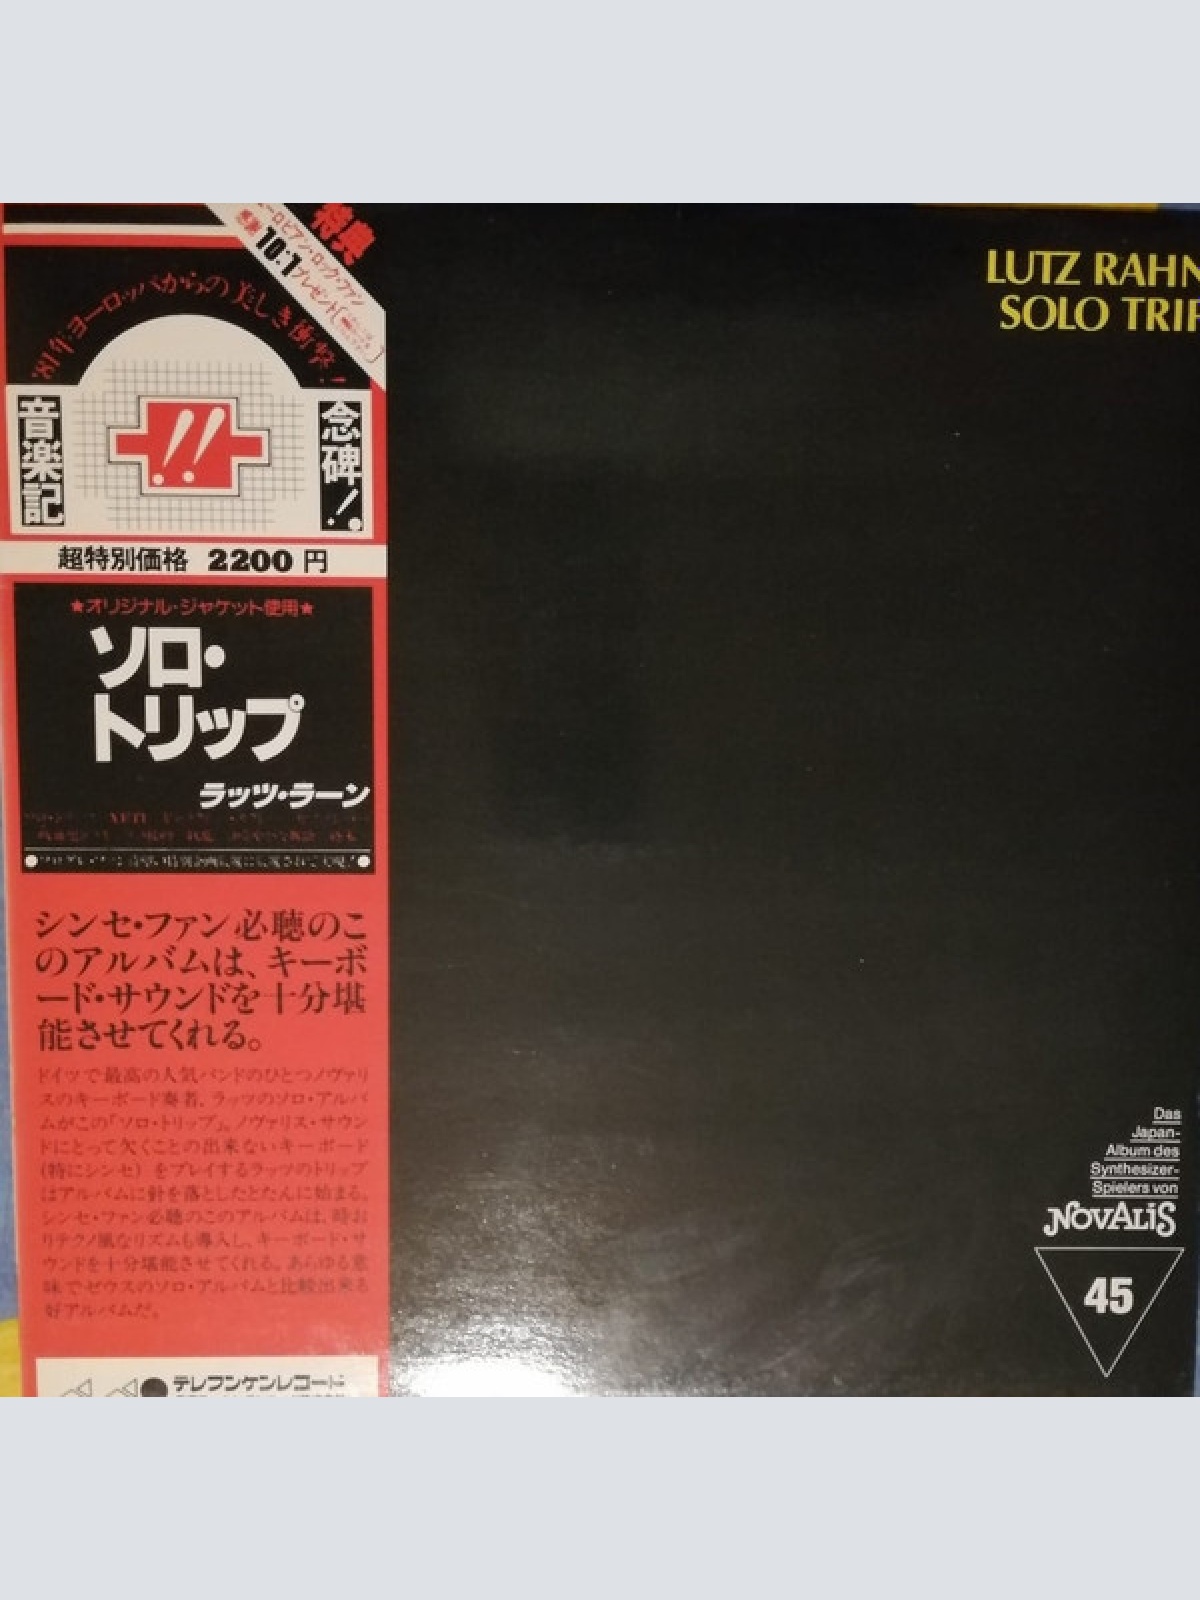 特典
ロピアン・ロック・ファン
感謝 10:1 プレゼント
'81年ヨーロッパからの美しき衝撃!
音楽記
念碑!
!!
超特別価格 2200 円
★オリジナル・ジャケット使用★
ソロ・
トリップ
ラッツ・ラーン
シンセ・ファン必聴のこ
のアルバムは、キーボ
ード・サウンドを十分堪
能させてくれる。
ドイツで最高の人気バンドのひとつノヴァリ
スのキーボード奏者、ラッツのソロ・アルバ
ムがこの「ソロ・トリップ」。ノヴァリス・サウン
ドにとって欠くことの出来ないキーボード
(特にシンセ) をプレイするラッツのトリップ
はアルバムに針を落としたとたんに始まる。
シンセ・ファン必聴のこのアルバムは、時お
りテクノ風なリズムも導入し、キーボード・サ
ウンドを十分堪能させてくれる。あらゆる意
味でゼウスのソロ・アルバムと比較出来る
好アルバムだ。
テレフンケンレコード
LUTZ RAHN
SOLO TRIP
Das
Japan-
Album des
Synthesizer-
Spielers von
NOVALiS
45